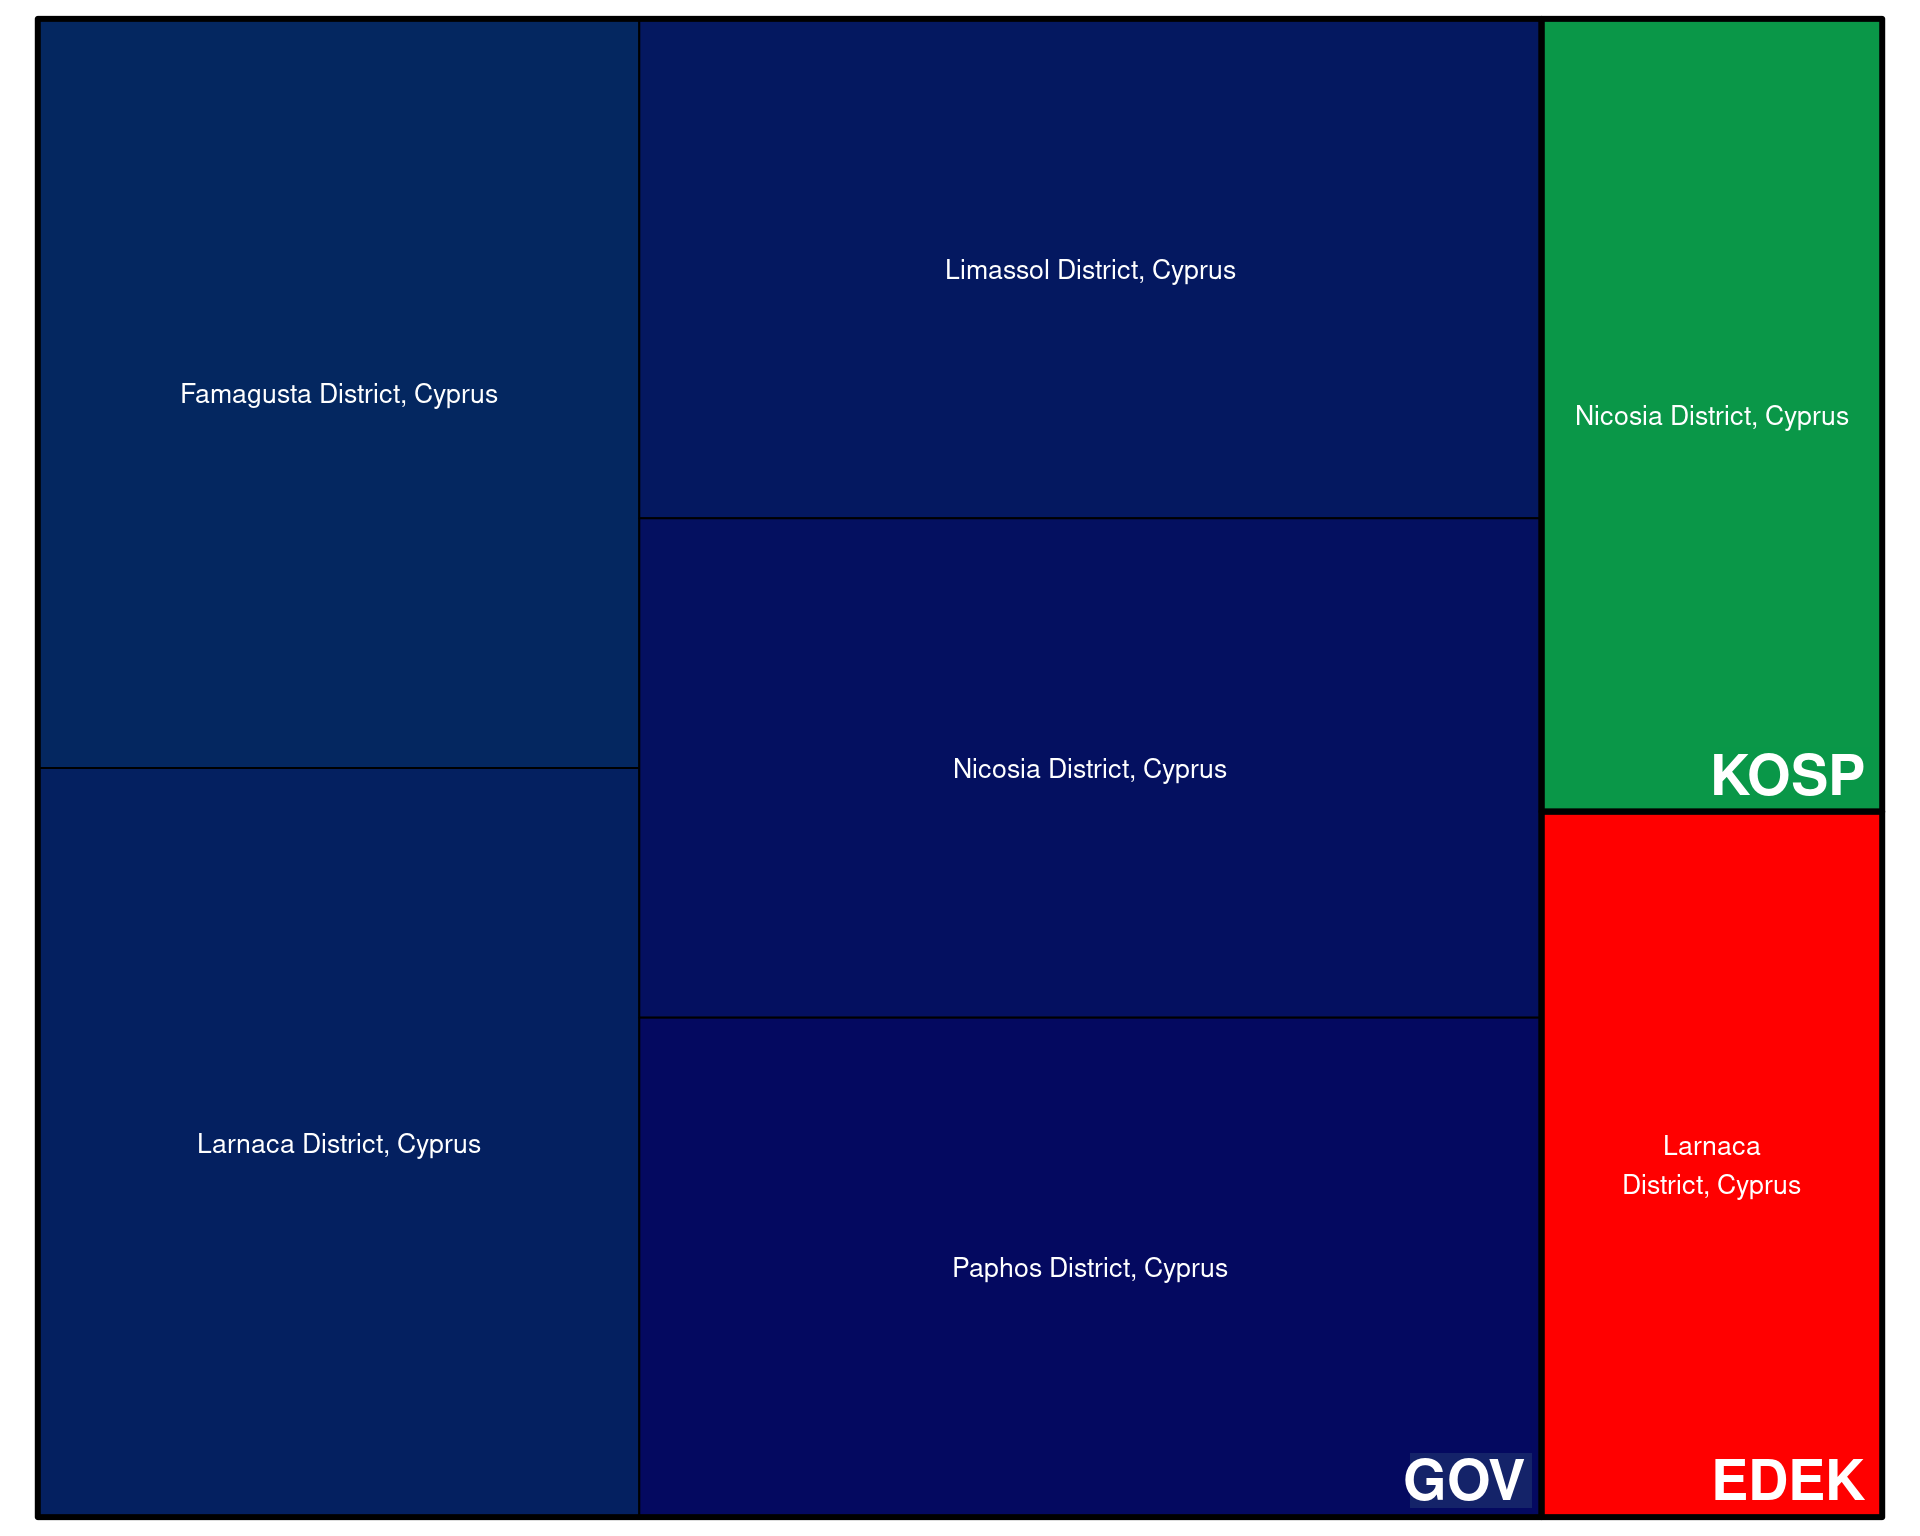 Famagusta District, Cyprus
Larnaca District, Cyprus
Limassol District, Cyprus
Nicosia District, Cyprus
Paphos District, Cyprus
GOV
Nicosia District, Cyprus
KOSP
Larnaca
District, Cyprus
EDEK